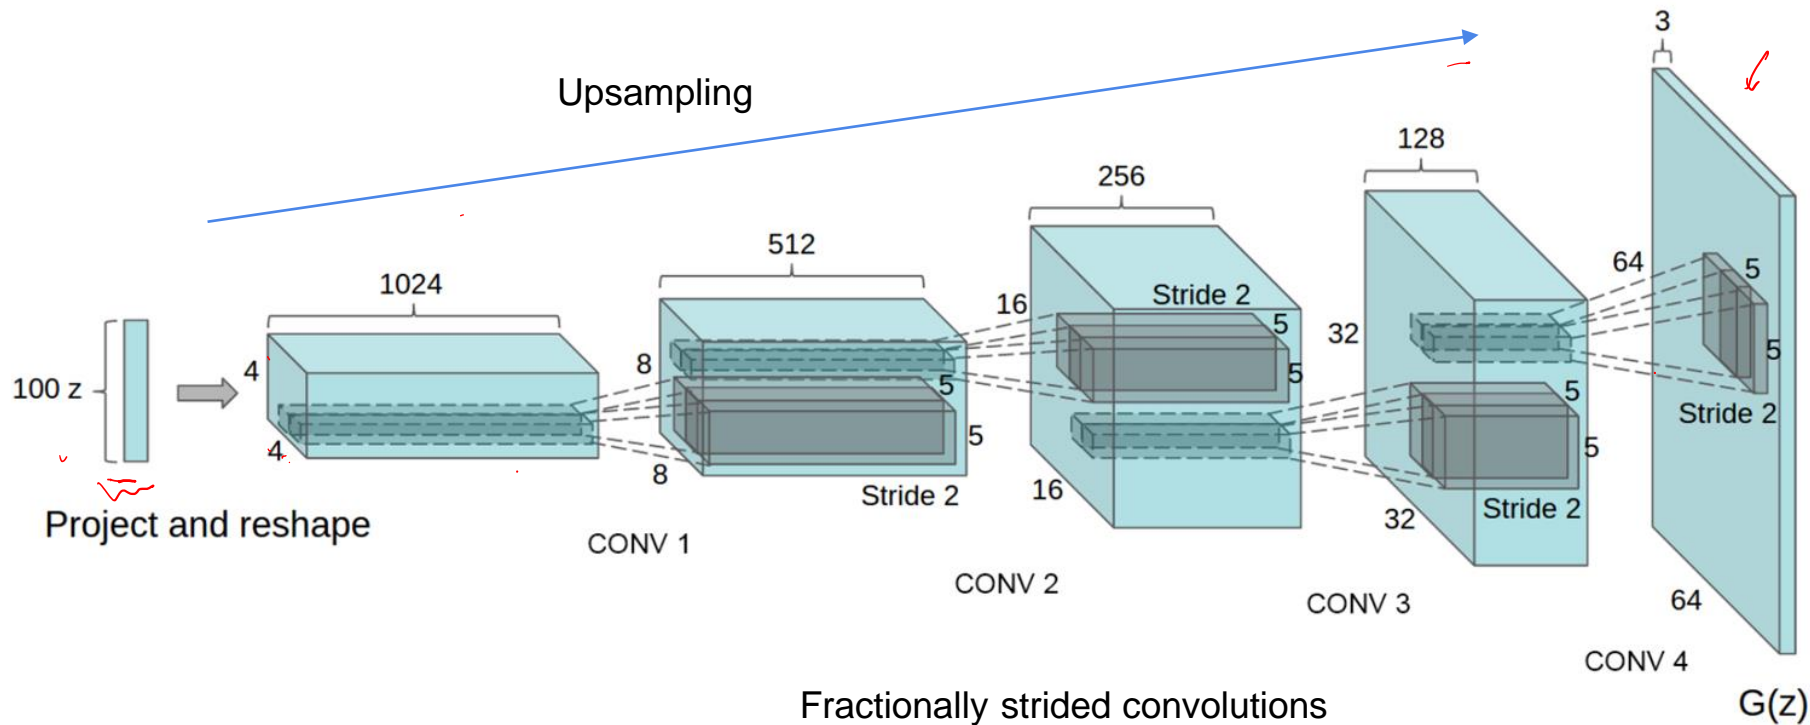 Upsampling
3
128
256
512
1024
100 z
4
4
Project and reshape
8
8
5
5
Stride 2
CONV 1
16
16
Stride 2
5
5
CONV 2
32
32
5
5
Stride 2
CONV 3
64
5
5
Stride 2
64
CONV 4
G(z)
Fractionally strided convolutions